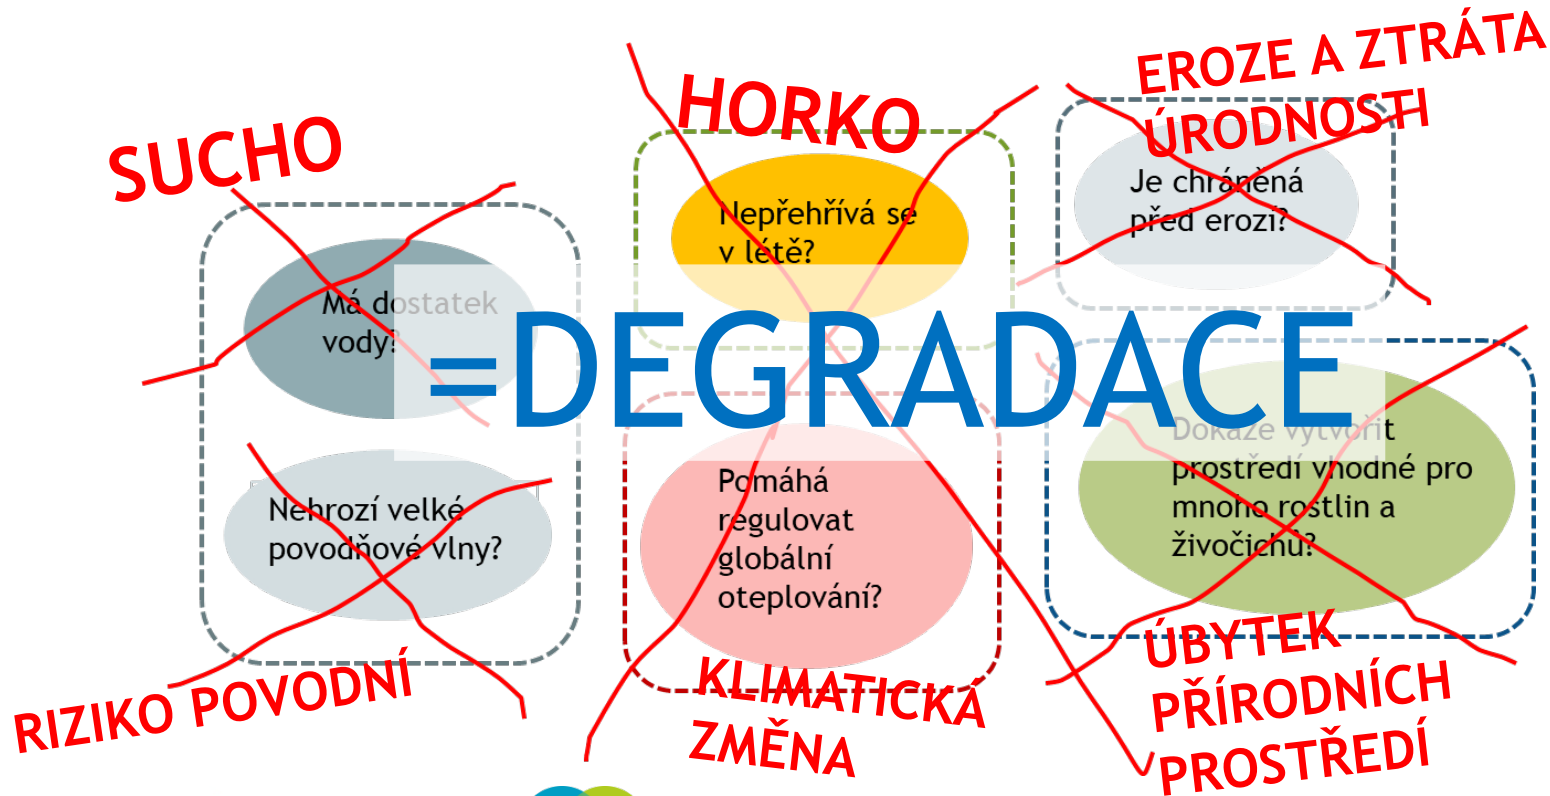 SUCHO
HORKO
EROZE A ZTRÁTA
ÚRODNOSTI
Má dostatek
vody?
Nepřehřívá se
v létě?
Je chráněná
před erozí?
=DEGRADACE
Nehrozí velké
povodňové vlny?
Pomáhá
regulovat
globální
oteplování?
Dokáže vytvořit
prostředí vhodné pro
mnoho rostlin a
živočichů?
RIZIKO POVODNÍ
KLIMATICKÁ
ZMĚNA
ÚBYTEK
PŘÍRODNÍCH
PROSTŘEDÍ